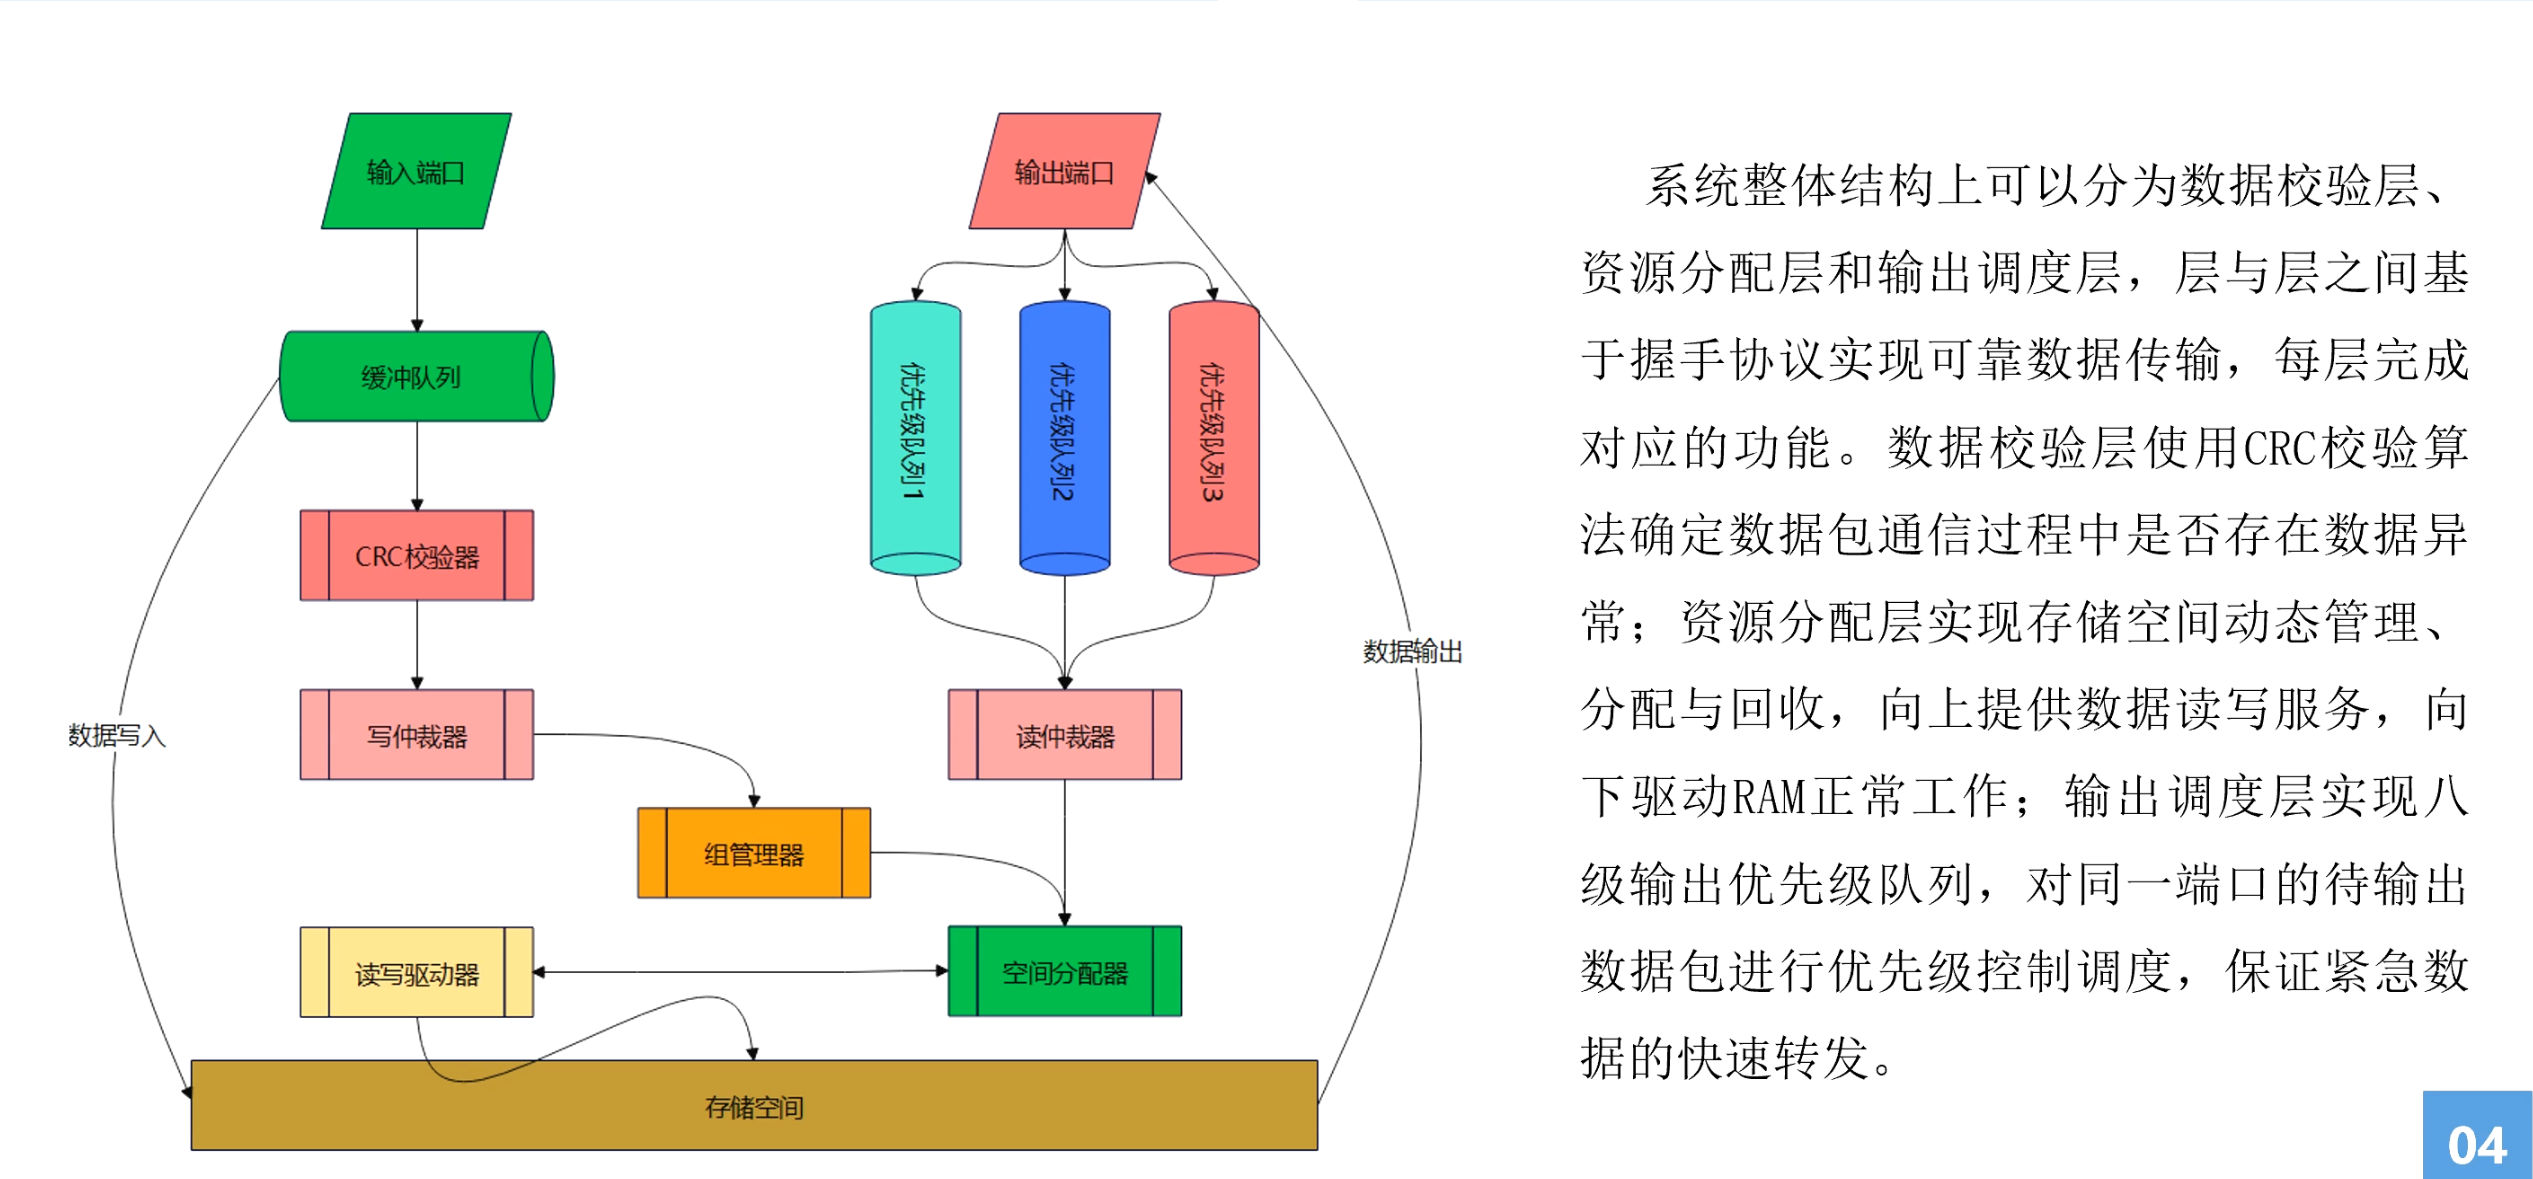 输入端口
输出端口
缓冲队列
优先级队列1
优先级队列2
优先级队列3
CRC校验器
数据输出
数据写入
写仲裁器
读仲裁器
组管理器
读写驱动器
空间分配器
存储空间
系统整体结构上可以分为数据校验层、
资源分配层和输出调度层，层与层之间基
于握手协议实现可靠数据传输，每层完成
对应的功能。数据校验层使用CRC校验算
法确定数据包通信过程中是否存在数据异
常；资源分配层实现存储空间动态管理、
分配与回收，向上提供数据读写服务，向
下驱动RAM正常工作；输出调度层实现八
级输出优先级队列，对同一端口的待输出
数据包进行优先级控制调度，保证紧急数
据的快速转发。
04